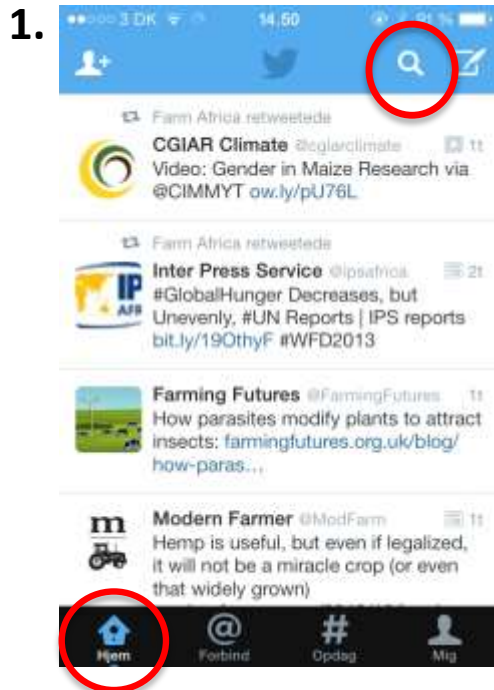 1.
3 DK 14.50 91 %
Farm Africa retweetede
CGIAR Climate @cgiarclimate 1t
Video: Gender in Maize Research via
@CIMMYT ow.ly/pU76L
Farm Africa retweetede
Inter Press Service @ipsafrica 2t
IP
AFR
#GlobalHunger Decreases, but
Unevenly, #UN Reports | IPS reports
bit.ly/19OthyF #WFD2013
Farming Futures @FarmingFutures 1t
How parasites modify plants to attract
insects: farmingfutures.org.uk/blog/
how-paras...
m
Modern Farmer @ModFarm 1t
Hemp is useful, but even if legalized,
it will not be a miracle crop (or even
that widely grown)
@ #
Hjem Forbind Opdag Mig